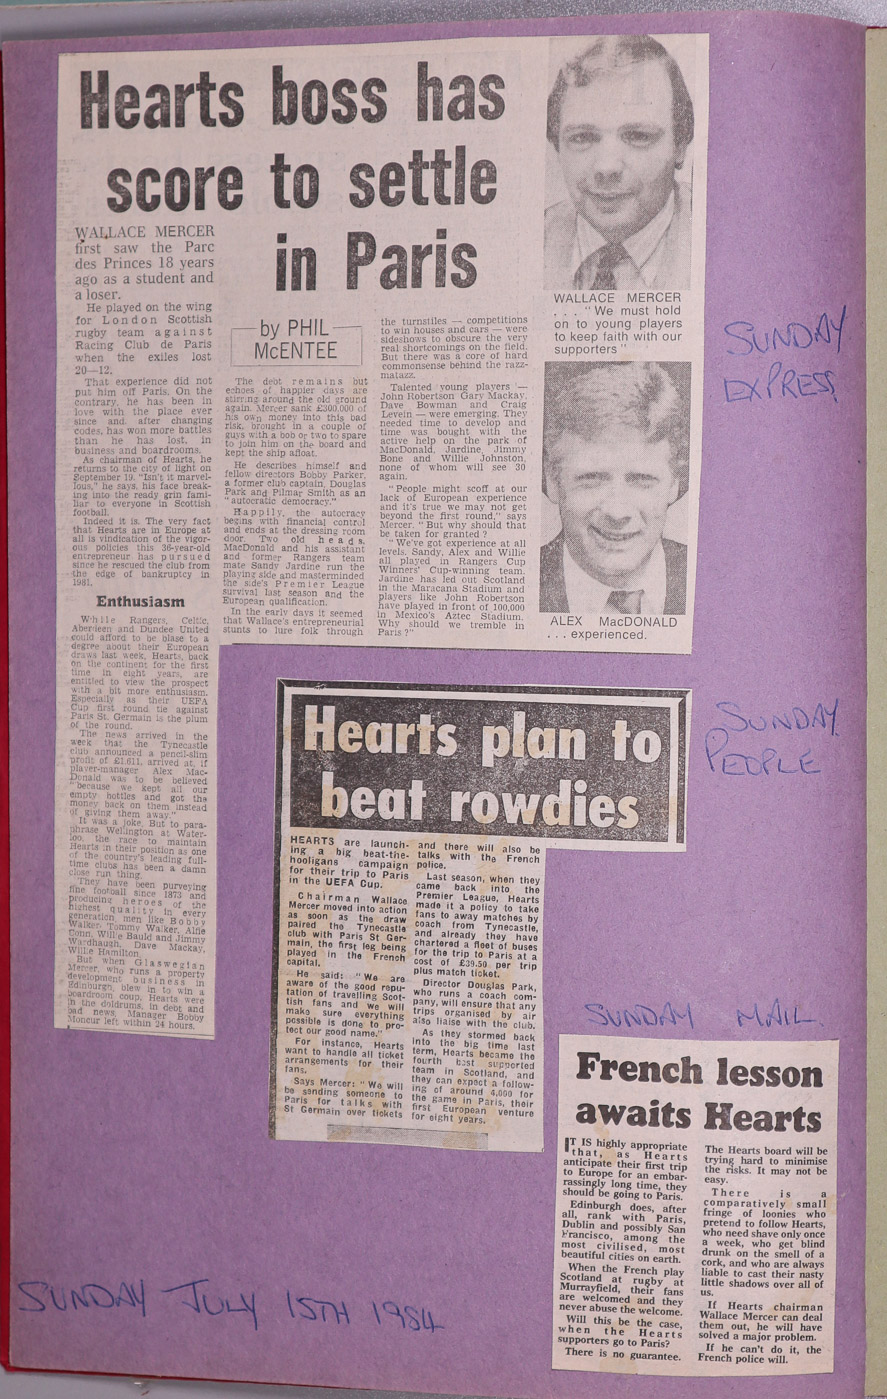 Hearts boss has
score to settle
in Paris
WALLACE MERCER
first saw the Parc
des Princes 18 years
ago as a student and
a loser.
He played on the wing
for London Scottish
rugby team against
Racing Club de Paris
when the exiles lost
20—12.
That experience did not
put him off Paris. On the
contrary, he has been in
love with the place ever
since and, after changing
codes, has won more battles
than he has lost, in
business and boardrooms.
As chairman of Hearts, he
returns to the city of light on
September 19. "Isn't it marvel-
lous," he says, his face break-
ing into the ready grin fami-
liar to everyone in Scottish
football.
Indeed it is. The very fact
that Hearts are in Europe at
all is vindication of the vigor-
ous policies this 36-year-old
entrepreneur has pursued
since he rescued the club from
the edge of bankruptcy in
1981.
Enthusiasm
While Rangers, Celtic,
Aberdeen and Dundee United
could afford to be blase to a
degree about their European
draws last week, Hearts, back
on the continent for the first
time in eight years, are
entitled to view the prospect
with a bit more enthusiasm.
Especially as their UEFA
Cup first round tie against
Paris St. Germain is the plum
of the round.
The news arrived in the
week that the Tynecastle
club announced a pencil-slim
profit of £1,611, arrived at, if
player-manager Alex Mac-
Donald was to be believed
"because we kept all our
empty bottles and got the
money back on them instead
of giving them away."
It was a joke. But to para-
phrase Wellington at Water-
loo, the race to maintain
Hearts in their position as one
of the country's leading full-
time clubs has been a damn
close run thing.
They have been purveying
fine football since 1873 and
producing heroes of the
highest quality in every
generation, men like Bobby
Walker, Tommy Walker, Alfie
Conn, Willie Bauld and Jimmy
Wardhaugh, Dave Mackay,
Willie Hamilton.
But when Glaswegian
Mercer, who runs a property
development business in
Edinburgh, blew in to win a
boardroom coup, Hearts were
in the doldrums, in debt and
bad news. Manager Bobby
Moncur left within 24 hours.
by PHIL
McENTEE
The debt remains but
echoes of happier days are
stirring around the old ground
again. Mercer sank £300,000 of
his own money into this bad
risk, brought in a couple of
guys with a bob or two to spare
to join him on the board and
kept the ship afloat.
He describes himself and
fellow directors Bobby Parker,
a former club captain, Douglas
Park and Pilmar Smith as an
"autocratic democracy."
Happily, the autocracy
begins with financial control
and ends at the dressing room
door. Two old heads,
MacDonald and his assistant
and former Rangers team
mate Sandy Jardine run the
playing side and masterminded
the side's Premier League
survival last season and the
European qualification.
In the early days it seemed
that Wallace's entrepreneurial
stunts to lure folk through
the turnstiles — competitions
to win houses and cars — were
sideshows to obscure the very
real shortcomings on the field.
But there was a core of hard
commonsense behind the razz-
matazz.
Talented young players —
John Robertson Gary Mackay,
Dave Bowman and Craig
Levein — were emerging. They
needed time to develop and
time was bought with the
active help on the park of
MacDonald, Jardine, Jimmy
Bone and Willie Johnston,
none of whom will see 30
again.
"People might scoff at our
lack of European experience
and it's true we may not get
beyond the first round," says
Mercer. "But why should that
be taken for granted ?
"We've got experience at all
levels. Sandy, Alex and Willie
all played in Rangers Cup
Winners' Cup-winning team.
Jardine has led out Scotland
in the Maracana Stadium and
players like John Robertson
have played in front of 100,000
in Mexico's Aztec Stadium.
Why should we tremble in
Paris ?"
WALLACE MERCER
. . . "We must hold
on to young players
to keep faith with our
supporters"
ALEX MacDONALD
. . . experienced.
SUNDAY
EXPRESS
Hearts plan to
beat rowdies
HEARTS are launch-
ing a big beat-the-
hooligans campaign
for their trip to Paris
in the UEFA Cup.
Chairman Wallace
Mercer moved into action
as soon as the draw
paired the Tynecastle
club with Paris St Ger-
main, the first leg being
played in the French
capital.
He said: "We are
aware of the good repu-
tation of travelling Scot-
tish fans and we will
make sure everything
possible is done to pro-
tect our good name."
For instance, Hearts
want to handle all ticket
arrangements for their
fans.
Says Mercer: "We will
be sending someone to
Paris for talks with
St Germain over tickets
and there will also be
talks with the French
police.
Last season, when they
came back into the
Premier League, Hearts
made it a policy to take
fans to away matches by
coach from Tynecastle,
and already they have
chartered a fleet of buses
for the trip to Paris at a
cost of £39.50 per trip
plus match ticket.
Director Douglas Park,
who runs a coach com-
pany, will ensure that any
trips organised by air
also liaise with the club.
As they stormed back
into the big time last
term, Hearts became the
fourth best supported
team in Scotland, and
they can expect a follow-
ing of around 4,000 for
the game in Paris, their
first European venture
for eight years.
SUNDAY
PEOPLE
SUNDAY MAIL
French lesson
awaits Hearts
IT IS highly appropriate
that, as Hearts
anticipate their first trip
to Europe for an embar-
rassingly long time, they
should be going to Paris.
Edinburgh does, after
all, rank with Paris,
Dublin and possibly San
Francisco, among the
most civilised, most
beautiful cities on earth.
When the French play
Scotland at rugby at
Murrayfield, their fans
are welcomed and they
never abuse the welcome.
Will this be the case,
when the Hearts
supporters go to Paris?
There is no guarantee.
The Hearts board will be
trying hard to minimise
the risks. It may not be
easy.
There is a
comparatively small
fringe of loonies who
pretend to follow Hearts,
who need shave only once
a week, who get blind
drunk on the smell of a
cork, and who are always
liable to cast their nasty
little shadows over all of
us.
If Hearts chairman
Wallace Mercer can deal
them out, he will have
solved a major problem.
If he can't do it, the
French police will.
SUNDAY JULY 15TH 1984